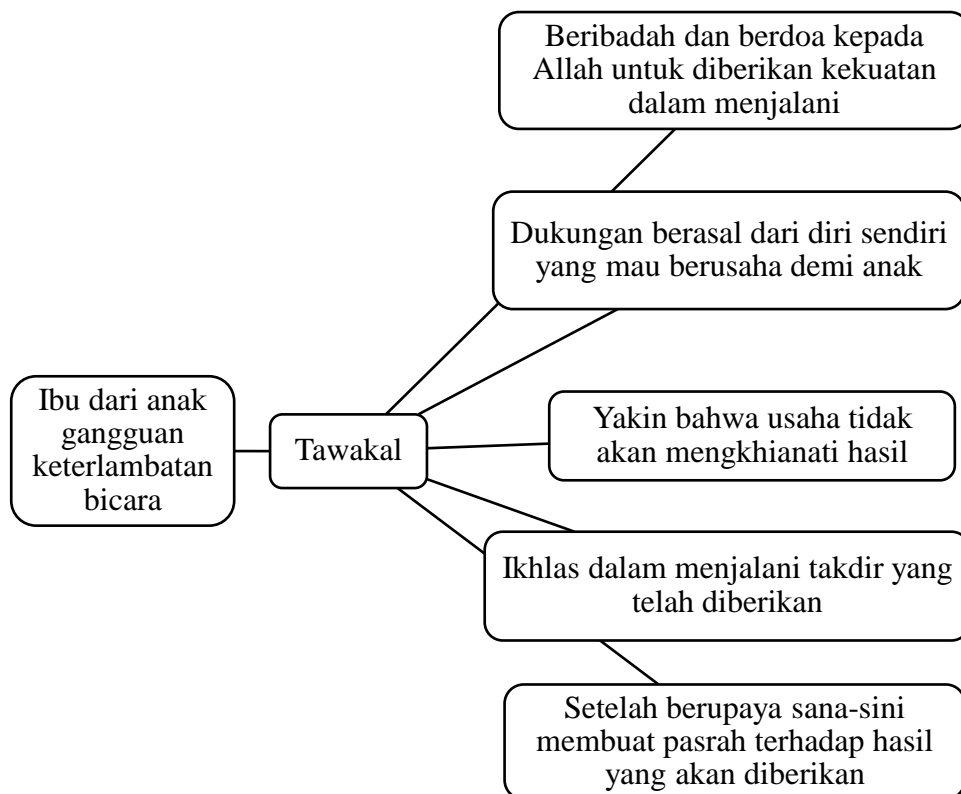 Beribadah dan berdoa kepada
Allah untuk diberikan kekuatan
dalam menjalani
Dukungan berasal dari diri sendiri
yang mau berusaha demi anak
Ibu dari anak
gangguan
keterlambatan
bicara
Tawakal
Yakin bahwa usaha tidak
akan mengkhianati hasil
Ikhlas dalam menjalani takdir yang
telah diberikan
Setelah berupaya sana-sini
membuat pasrah terhadap hasil
yang akan diberikan